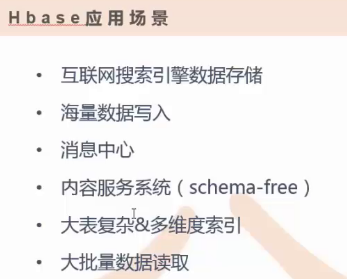 Hbase应用场景
• 互联网搜索引擎数据存储
• 海量数据写入
• 消息中心
• 内容服务系统（schema-free）
• 大表复杂&多维度索引
• 大批量数据读取